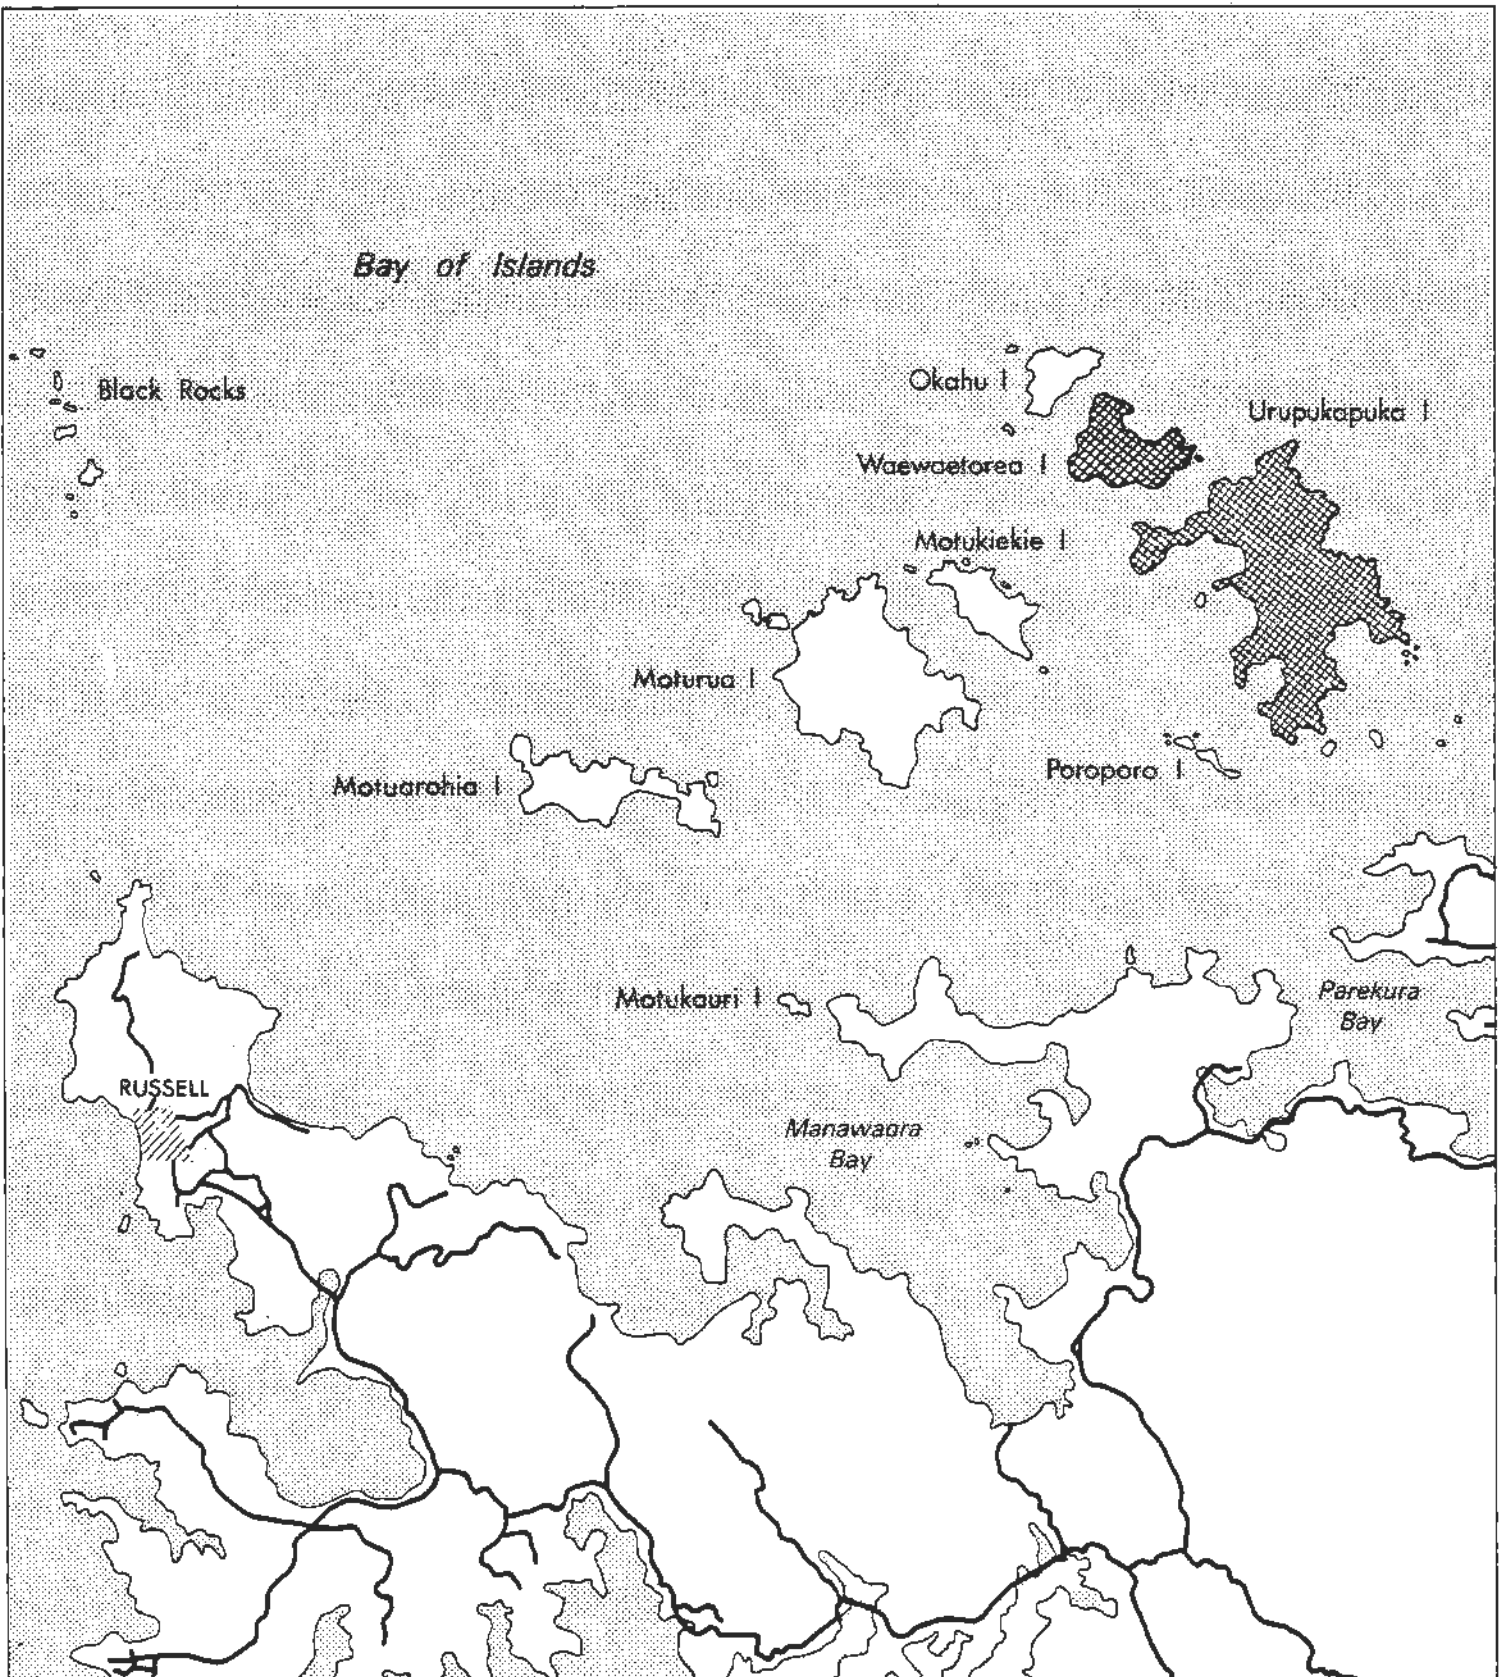 Bay of Islands
Black Rocks
Okahu I
Urupukapuka I
Waewaetorea I
Motukiekie I
Moturua I
Poroporo I
Motuarohia I
Motukauri I
Parekura
Bay
RUSSELL
Manawaora
Bay